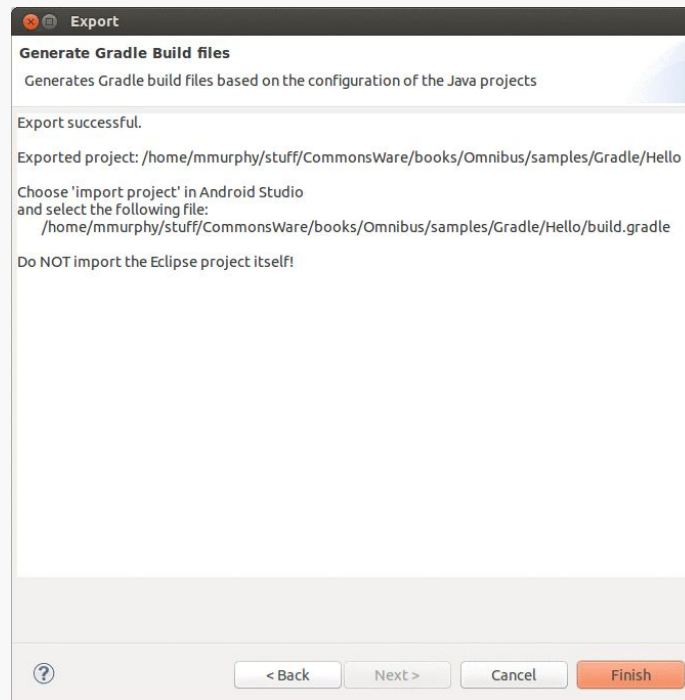 Export
Generate Gradle Build files
Generates Gradle build files based on the configuration of the Java projects
Export successful.
Exported project: /home/mmurphy/stuff/CommonsWare/books/Omnibus/samples/Gradle/Hello
Choose 'import project' in Android Studio
and select the following file:
/home/mmurphy/stuff/CommonsWare/books/Omnibus/samples/Gradle/Hello/build.gradle
Do NOT import the Eclipse project itself!
? < Back Next > Cancel Finish